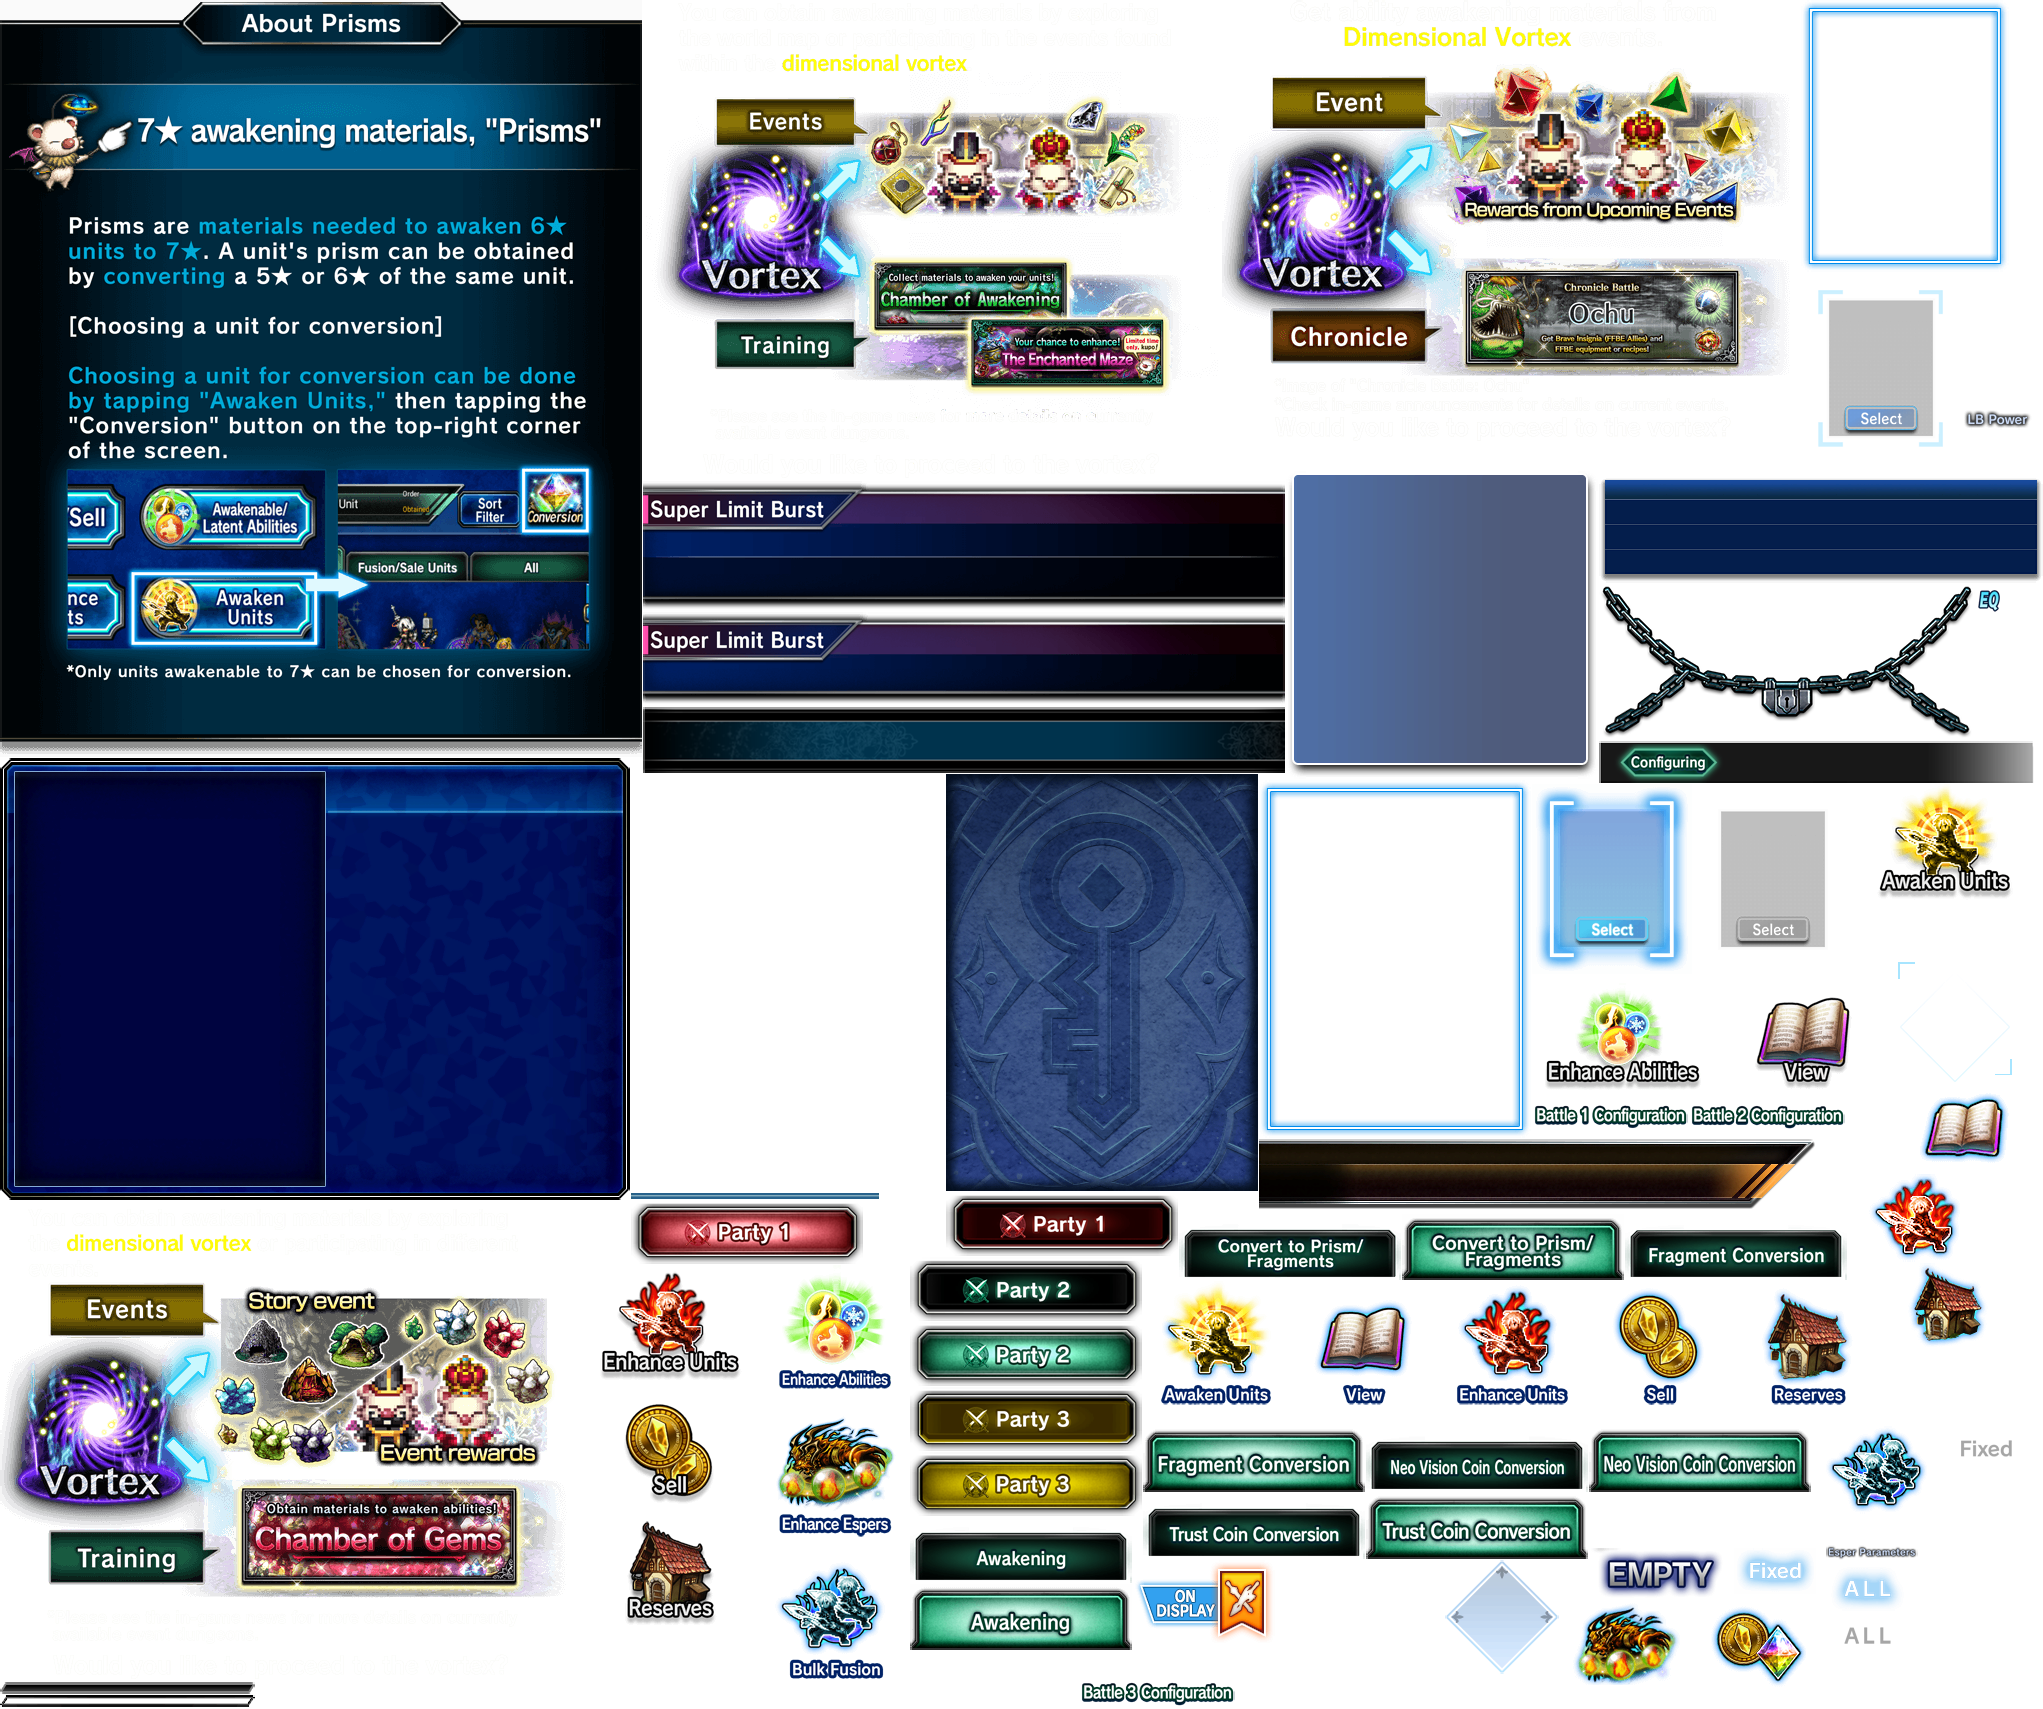 About Prisms
7★ awakening materials, "Prisms"
Prisms are materials needed to awaken 6★
units to 7★. A unit's prism can be obtained
by converting a 5★ or 6★ of the same unit.
[Choosing a unit for conversion]
Choosing a unit for conversion can be done
by tapping "Awaken Units," then tapping the
"Conversion" button on the top-right corner
of the screen.
/Sell
Awakenable/
Latent Abilities
nce
ts
Awaken
Units
Unit
Order
Obtained
Sort
Filter
Conversion
Fusion/Sale Units
All
*Only units awakenable to 7★ can be chosen for conversion.
dimensional vortex
Events
Vortex
Collect materials to awaken your units!
Chamber of Awakening
Training
Your chance to enhance!
Limited time
only, kupo!
The Enchanted Maze
Dimensional Vortex
Event
Rewards from Upcoming Events
Vortex
Chronicle Battle
Ochu
Get Brave Insignia (FFBE Allies) and
FFBE equipment or recipes!
Chronicle
Select
LB Power
Super Limit Burst
Super Limit Burst
EQ
Configuring
Select
Select
Awaken Units
Enhance Abilities
View
Battle 1 Configuration
Battle 2 Configuration
dimensional vortex
Events
Story event
Event rewards
Vortex
Obtain materials to awaken abilities!
Chamber of Gems
Training
Party 1
Party 1
Convert to Prism/
Fragments
Convert to Prism/
Fragments
Fragment Conversion
Enhance Units
Enhance Abilities
Party 2
Party 2
Party 3
Party 3
Awaken Units
View
Enhance Units
Sell
Reserves
Sell
Enhance Espers
Fragment Conversion
Neo Vision Coin Conversion
Neo Vision Coin Conversion
Fixed
Trust Coin Conversion
Trust Coin Conversion
Reserves
Bulk Fusion
Awakening
Awakening
ON
DISPLAY
EMPTY
Fixed
Esper Parameters
ALL
ALL
Battle 3 Configuration